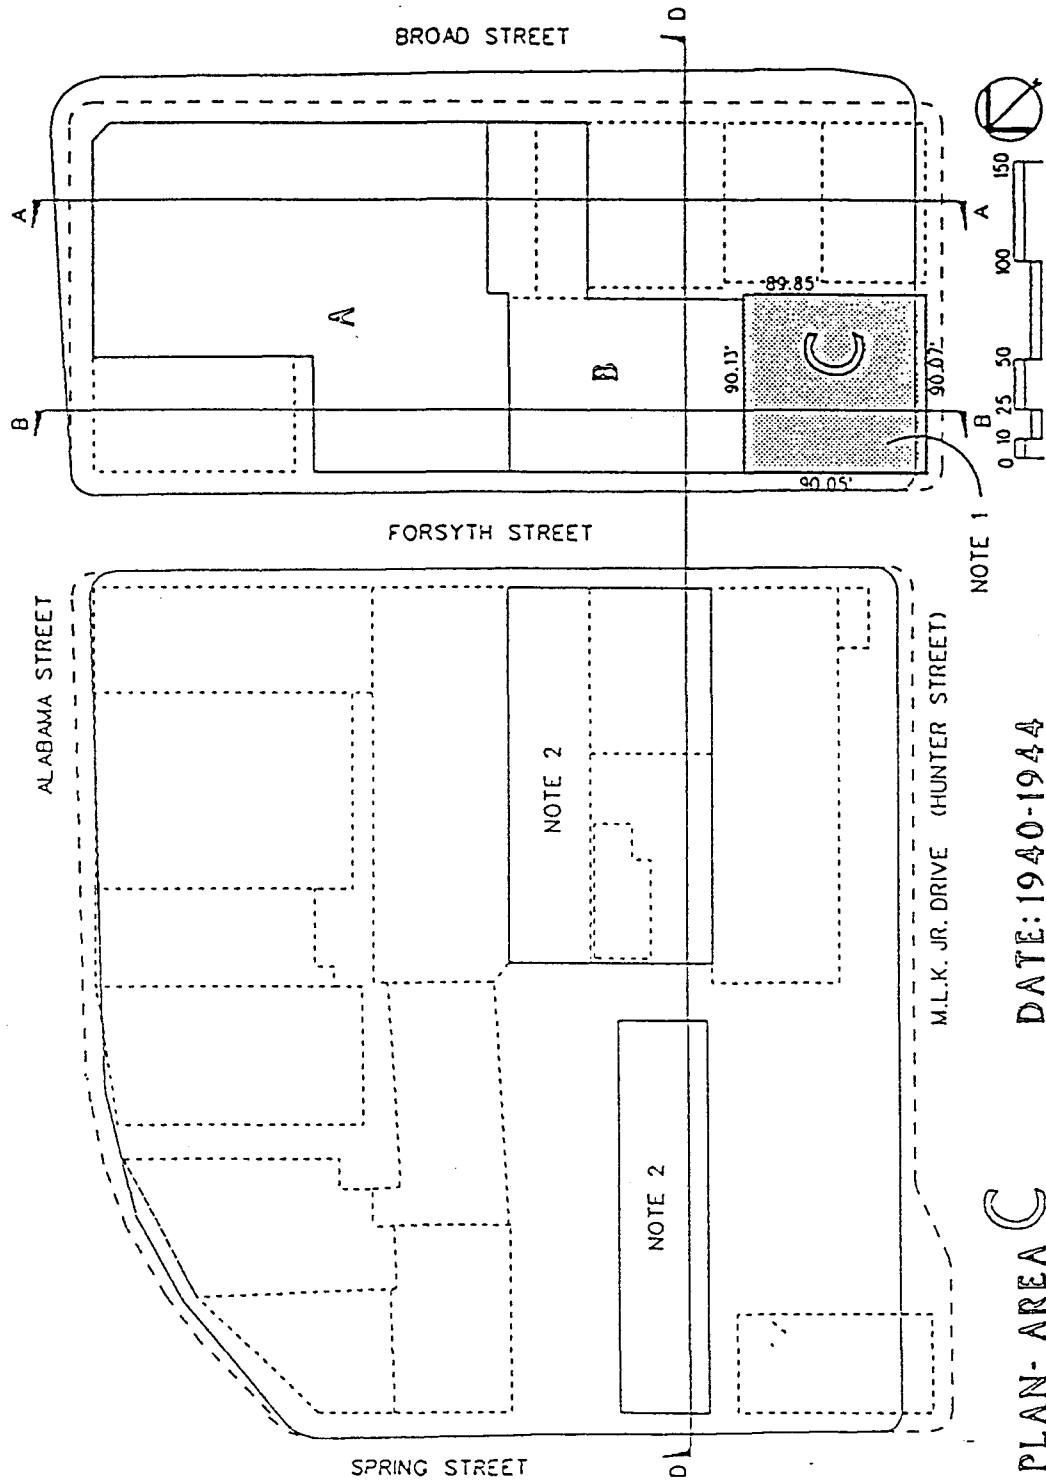 BROAD STREET
D
A
A
B
B
A
B
C
89.85'
90.13'
90.07'
90.05'
0 10 25 50 100 150
NOTE 1
FORSYTH STREET
ALABAMA STREET
NOTE 2
NOTE 2
M.L.K. JR. DRIVE (HUNTER STREET)
SPRING STREET
D
PLAN- AREA C
DATE: 1940-1944